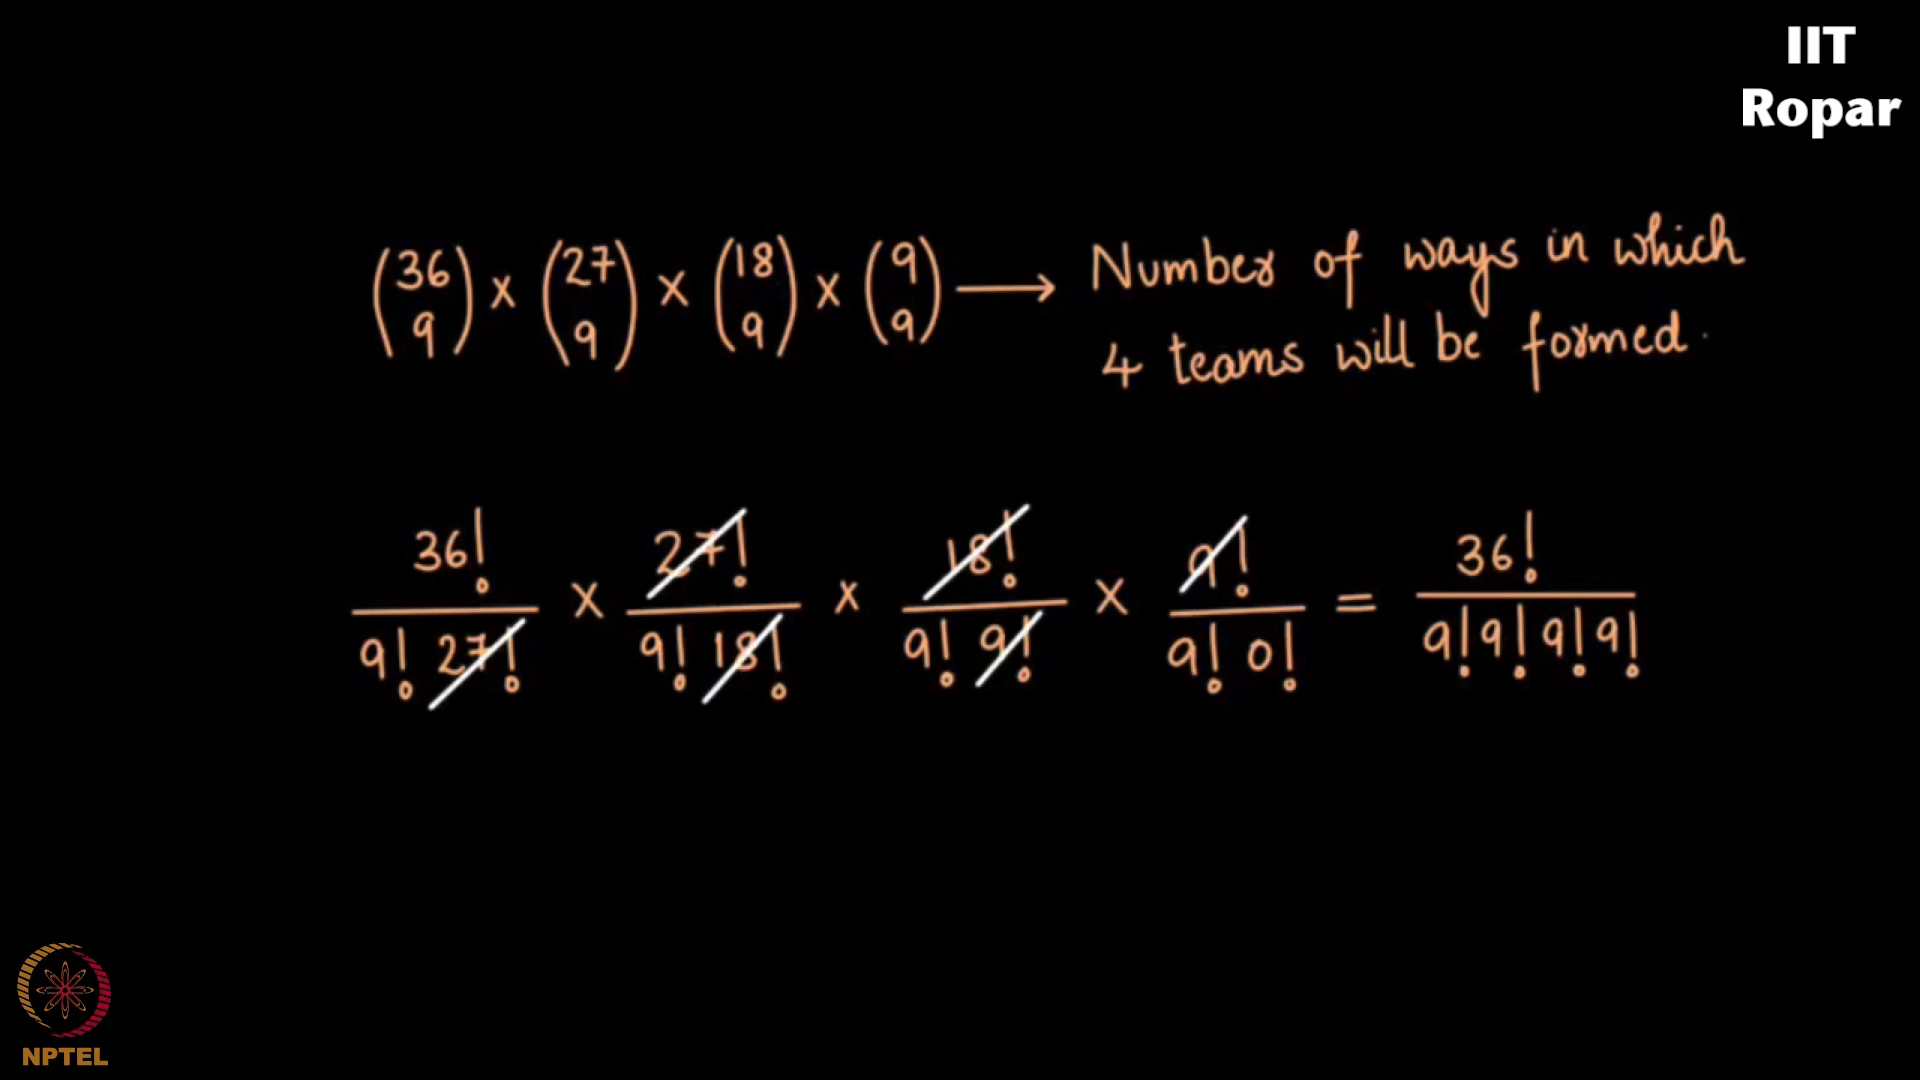 IIT
Ropar
(36 9) x (27 9) x (18 9) x (9 9) → Number of ways in which
4 teams will be formed.
36!/(9! 27!) x 27!/(9! 18!) x 18!/(9! 9!) x 9!/(9! 0!) = 36!/(9! 9! 9! 9!)
NPTEL